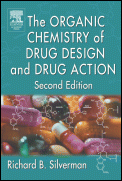 The ORGANIC
CHEMISTRY of
DRUG DESIGN
and DRUG ACTION
Second Edition
Richard B. Silverman